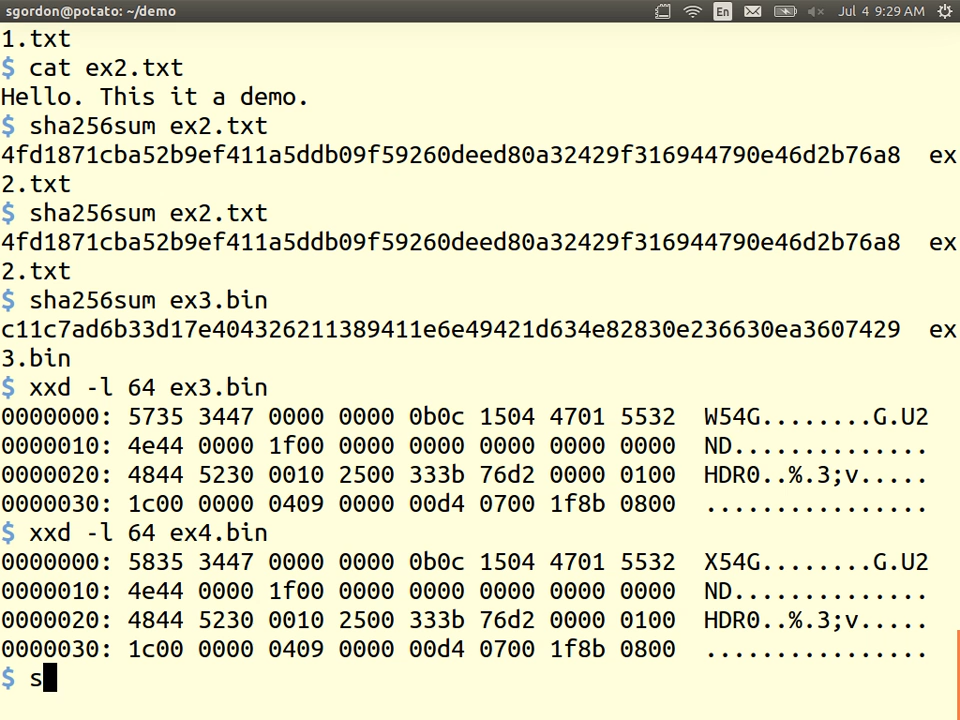 sgordon@potato: ~/demo En Jul 4 9:29 AM
1.txt
$ cat ex2.txt
Hello. This it a demo.
$ sha256sum ex2.txt
4fd1871cba52b9ef411a5ddb09f59260deed80a32429f316944790e46d2b76a8  ex
2.txt
$ sha256sum ex2.txt
4fd1871cba52b9ef411a5ddb09f59260deed80a32429f316944790e46d2b76a8  ex
2.txt
$ sha256sum ex3.bin
c11c7ad6b33d17e404326211389411e6e49421d634e82830e236630ea3607429  ex
3.bin
$ xxd -l 64 ex3.bin
0000000: 5735 3447 0000 0000 0b0c 1504 4701 5532  W54G........G.U2
0000010: 4e44 0000 1f00 0000 0000 0000 0000 0000  ND..............
0000020: 4844 5230 0010 2500 333b 76d2 0000 0100  HDR0..%.3;v.....
0000030: 1c00 0000 0409 0000 00d4 0700 1f8b 0800  ................
$ xxd -l 64 ex4.bin
0000000: 5835 3447 0000 0000 0b0c 1504 4701 5532  X54G........G.U2
0000010: 4e44 0000 1f00 0000 0000 0000 0000 0000  ND..............
0000020: 4844 5230 0010 2500 333b 76d2 0000 0100  HDR0..%.3;v.....
0000030: 1c00 0000 0409 0000 00d4 0700 1f8b 0800  ................
$ s